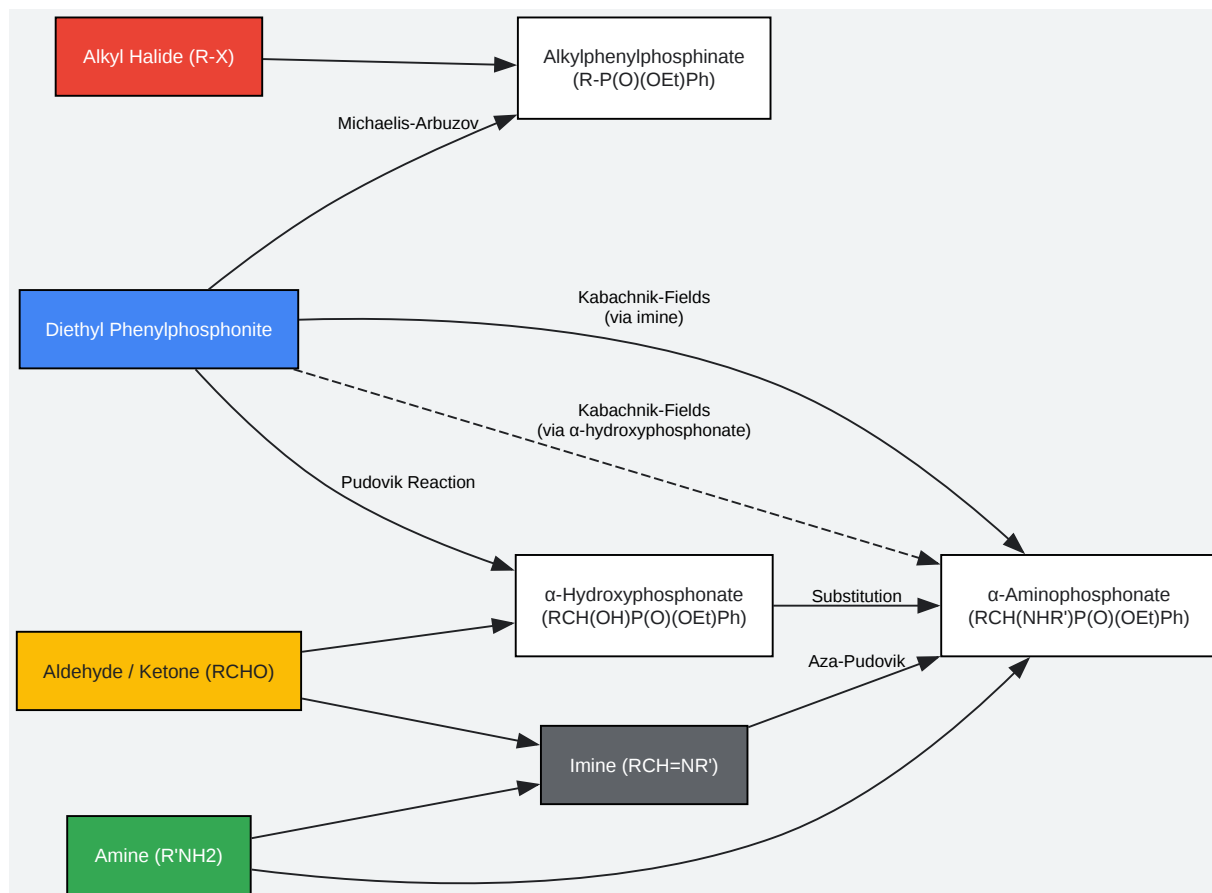 Alkyl Halide (R-X)
Alkylphenylphosphinate
(R-P(O)(OEt)Ph)
Michaelis-Arbuzov
Diethyl Phenylphosphonite
Kabachnik-Fields
(via imine)
Kabachnik-Fields
(via α-hydroxyphosphonate)
Pudovik Reaction
α-Hydroxyphosphonate
(RCH(OH)P(O)(OEt)Ph)
Substitution
α-Aminophosphonate
(RCH(NHR')P(O)(OEt)Ph)
Aldehyde / Ketone (RCHO)
Aza-Pudovik
Imine (RCH=NR')
Amine (R'NH2)